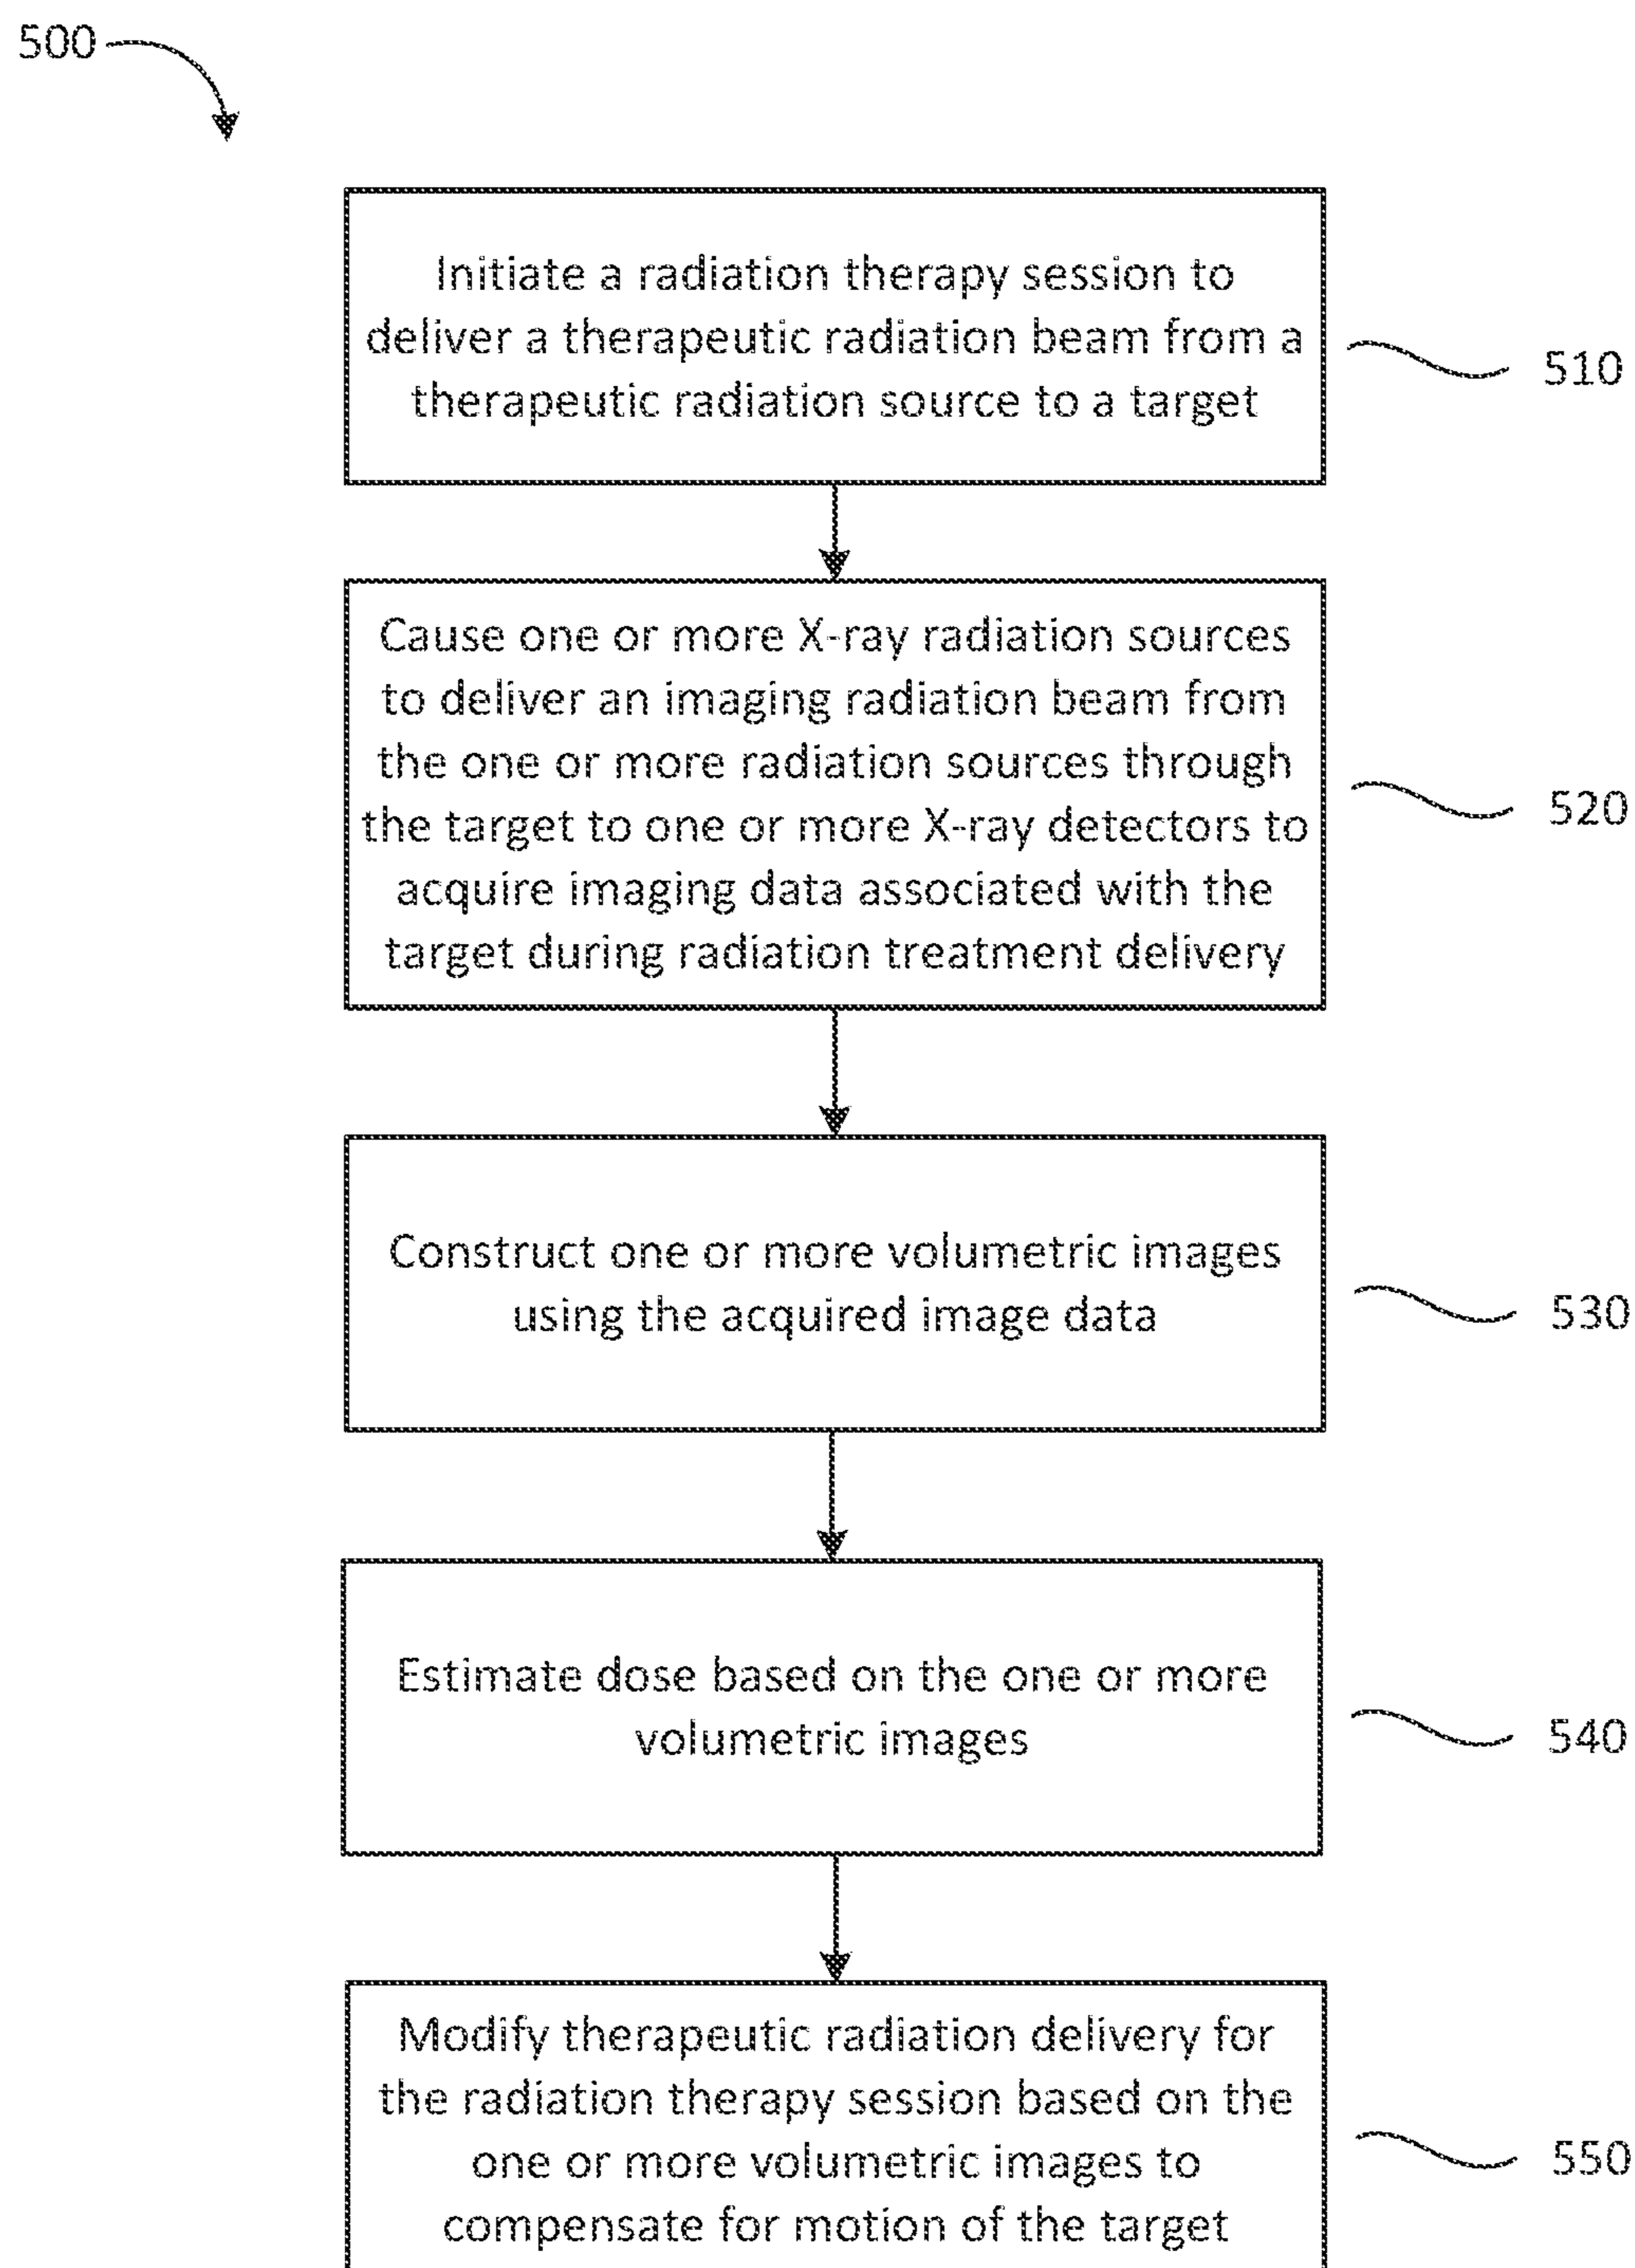 500
Initiate a radiation therapy session to
deliver a therapeutic radiation beam from a
therapeutic radiation source to a target
510
Cause one or more X-ray radiation sources
to deliver an imaging radiation beam from
the one or more radiation sources through
the target to one or more X-ray detectors to
acquire imaging data associated with the
target during radiation treatment delivery
520
Construct one or more volumetric images
using the acquired image data
530
Estimate dose based on the one or more
volumetric images
540
Modify therapeutic radiation delivery for
the radiation therapy session based on the
one or more volumetric images to
compensate for motion of the target
550